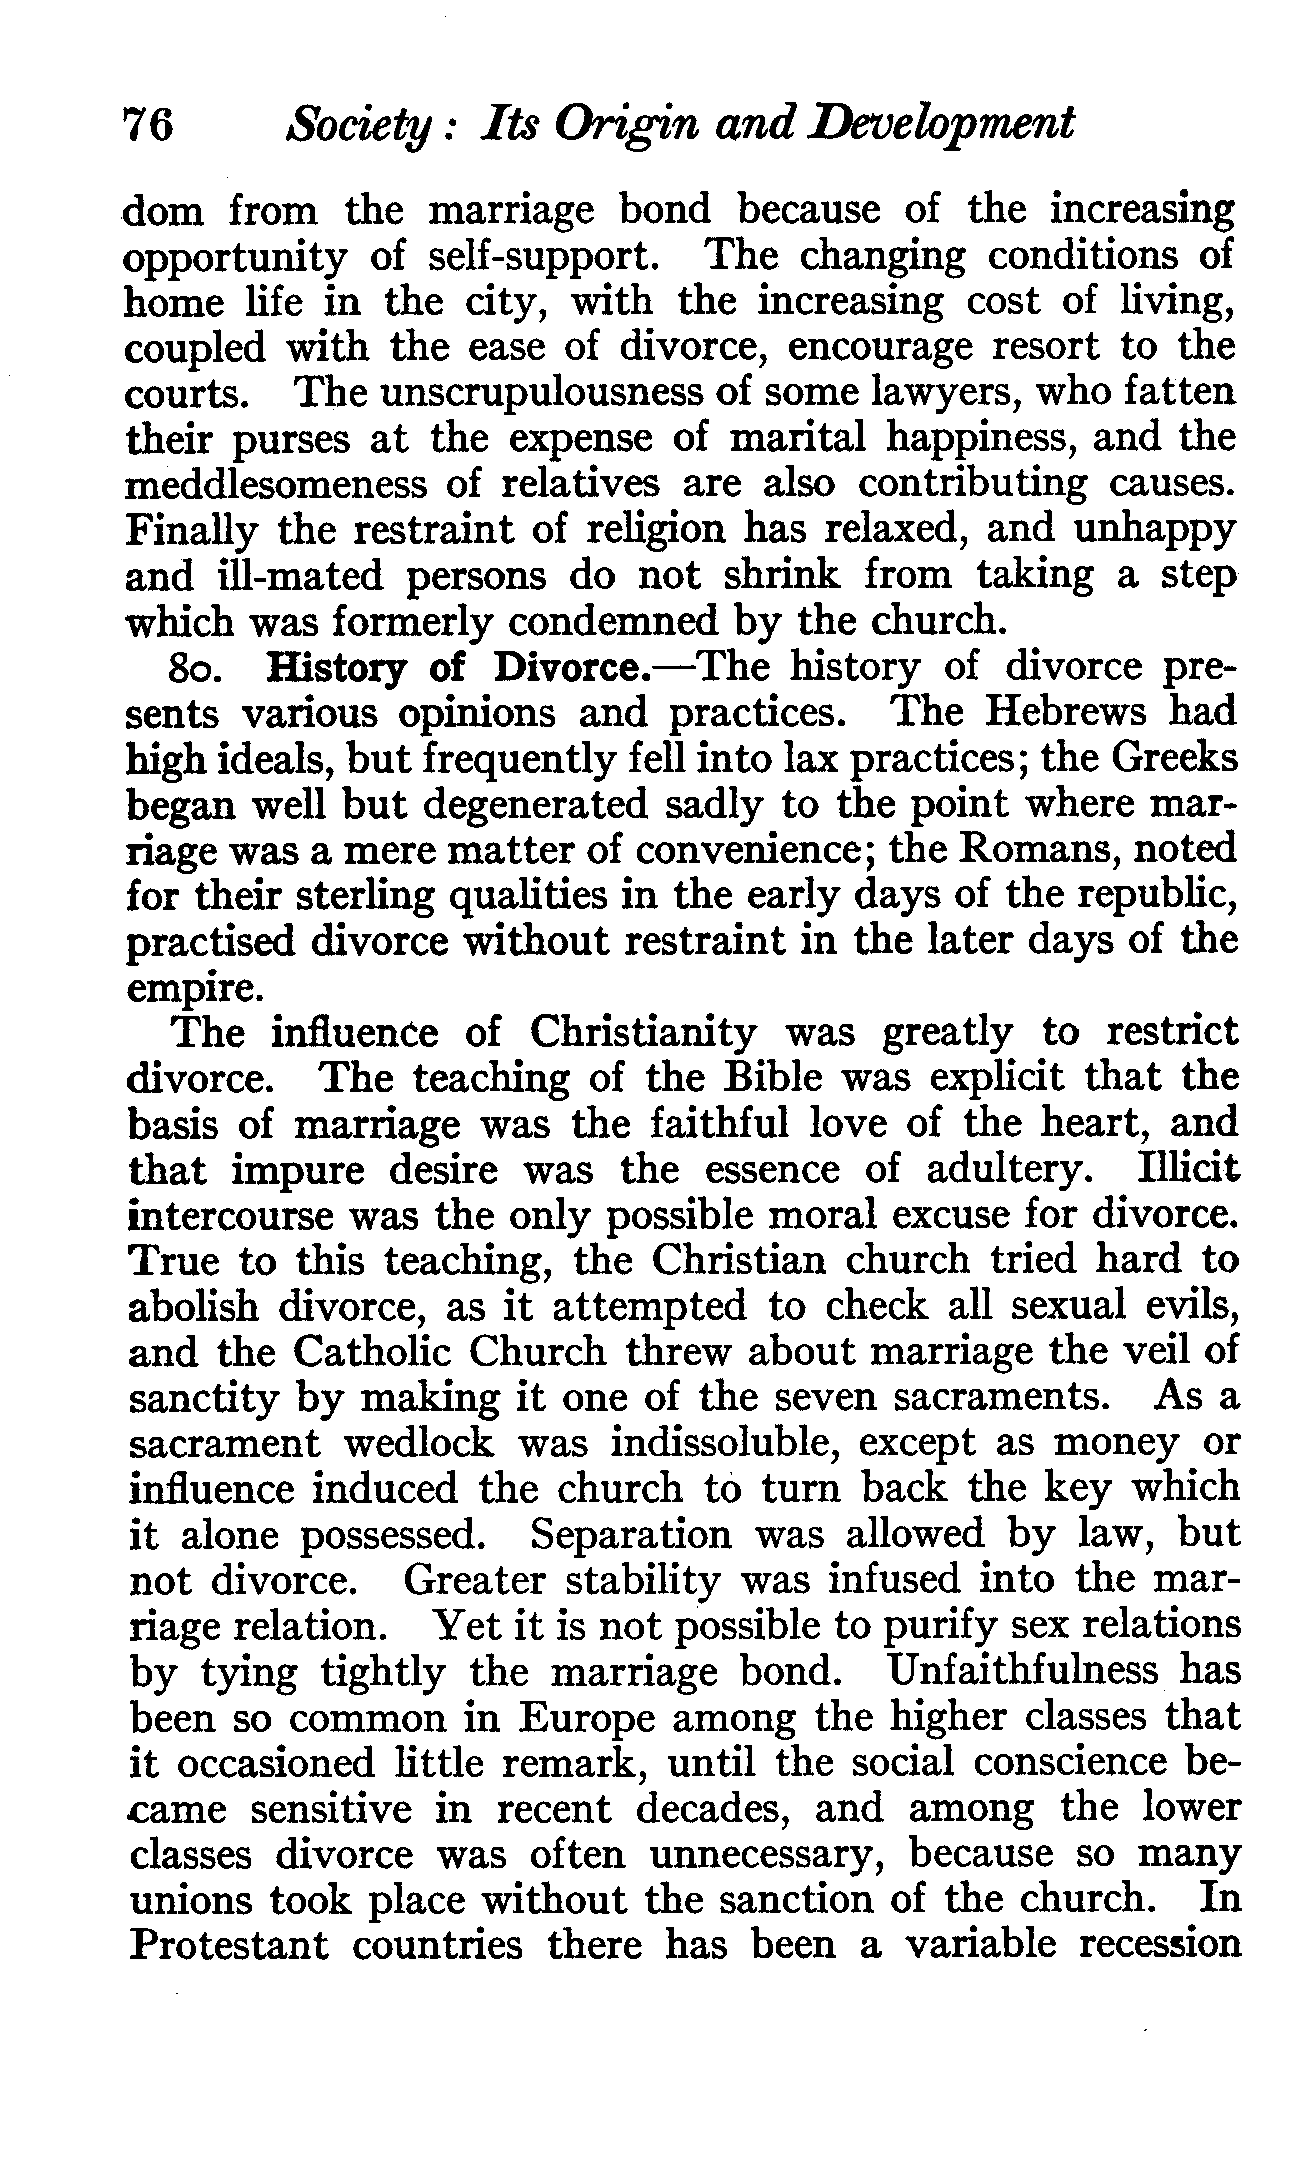 76 Society: Its Origin and Development
dom from the marriage bond because of the increasing
opportunity of self-support. The changing conditions of
home life in the city, with the increasing cost of living,
coupled with the ease of divorce, encourage resort to the
courts. The unscrupulousness of some lawyers, who fatten
their purses at the expense of marital happiness, and the
meddlesomeness of relatives are also contributing causes.
Finally the restraint of religion has relaxed, and unhappy
and ill-mated persons do not shrink from taking a step
which was formerly condemned by the church.
80. History of Divorce.—The history of divorce pre-
sents various opinions and practices. The Hebrews had
high ideals, but frequently fell into lax practices; the Greeks
began well but degenerated sadly to the point where mar-
riage was a mere matter of convenience; the Romans, noted
for their sterling qualities in the early days of the republic,
practised divorce without restraint in the later days of the
empire.
The influence of Christianity was greatly to restrict
divorce. The teaching of the Bible was explicit that the
basis of marriage was the faithful love of the heart, and
that impure desire was the essence of adultery. Illicit
intercourse was the only possible moral excuse for divorce.
True to this teaching, the Christian church tried hard to
abolish divorce, as it attempted to check all sexual evils,
and the Catholic Church threw about marriage the veil of
sanctity by making it one of the seven sacraments. As a
sacrament wedlock was indissoluble, except as money or
influence induced the church to turn back the key which
it alone possessed. Separation was allowed by law, but
not divorce. Greater stability was infused into the mar-
riage relation. Yet it is not possible to purify sex relations
by tying tightly the marriage bond. Unfaithfulness has
been so common in Europe among the higher classes that
it occasioned little remark, until the social conscience be-
came sensitive in recent decades, and among the lower
classes divorce was often unnecessary, because so many
unions took place without the sanction of the church. In
Protestant countries there has been a variable recession